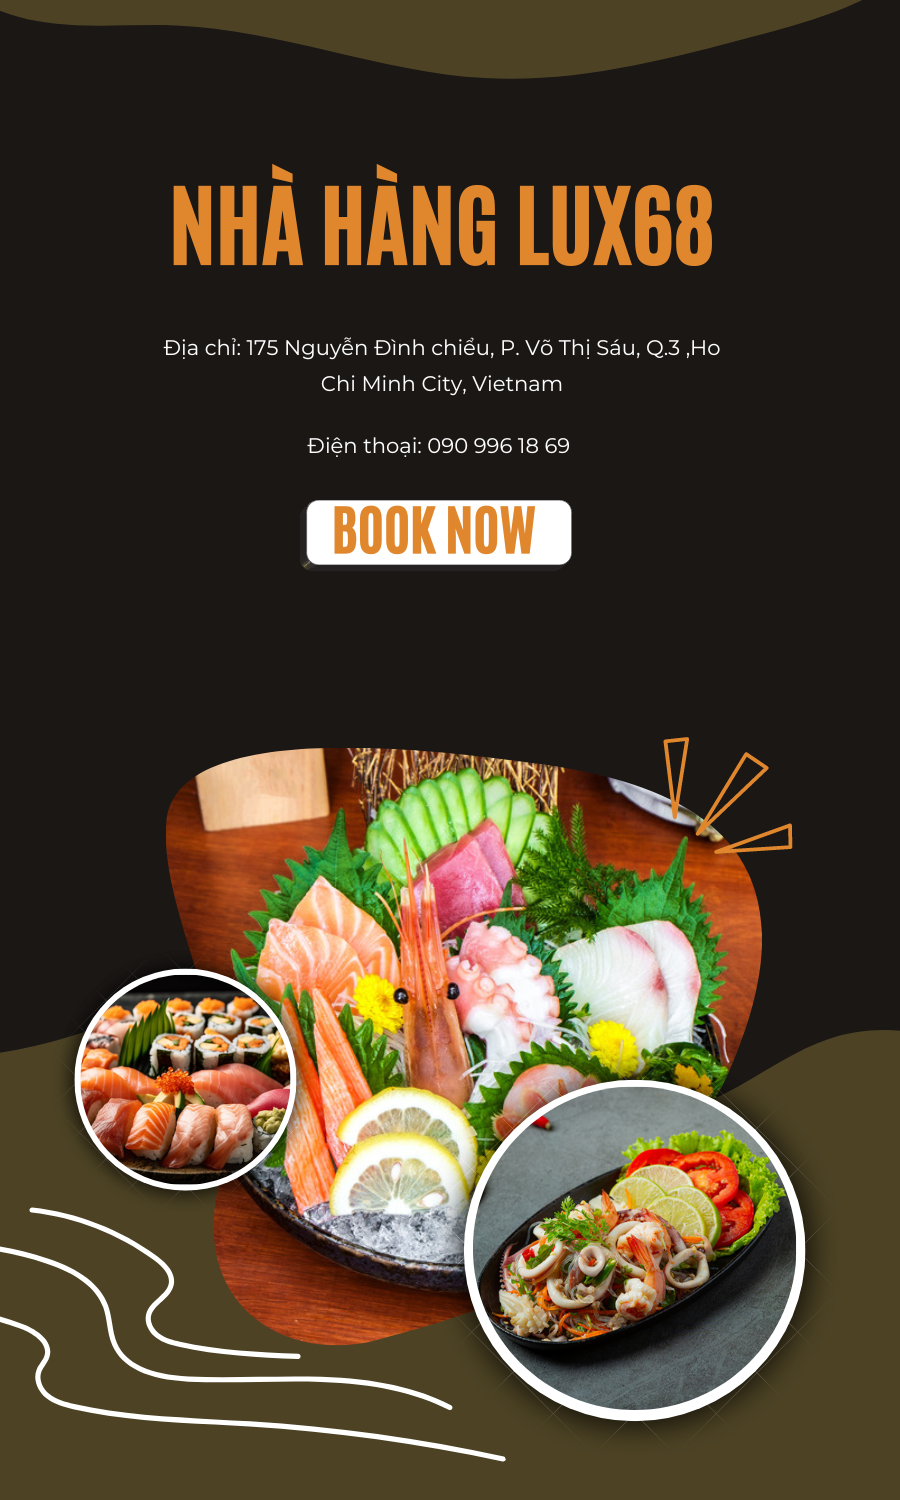 NHÀ HÀNG LUX68
Địa chỉ: 175 Nguyễn Đình chiểu, P. Võ Thị Sáu, Q.3 ,Ho
Chi Minh City, Vietnam
Điện thoại: 090 996 18 69
BOOK NOW